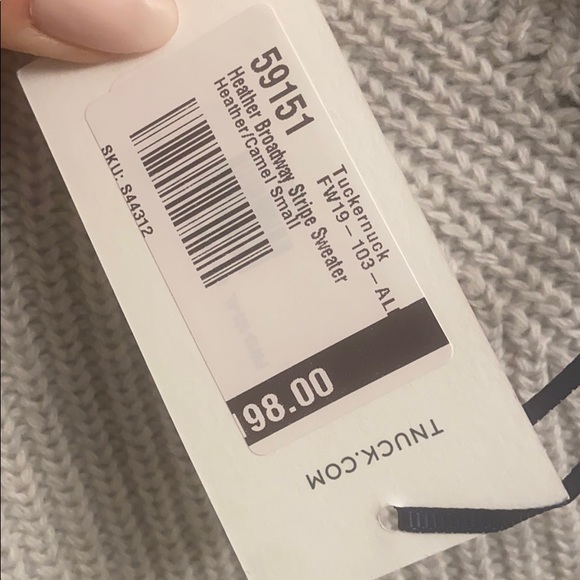 59151
Tuckernuck
FW19-103-AL
Heather Broadway Stripe Sweater
Heather/Camel Small
SKU: S44312
198.00
TNUCK.COM